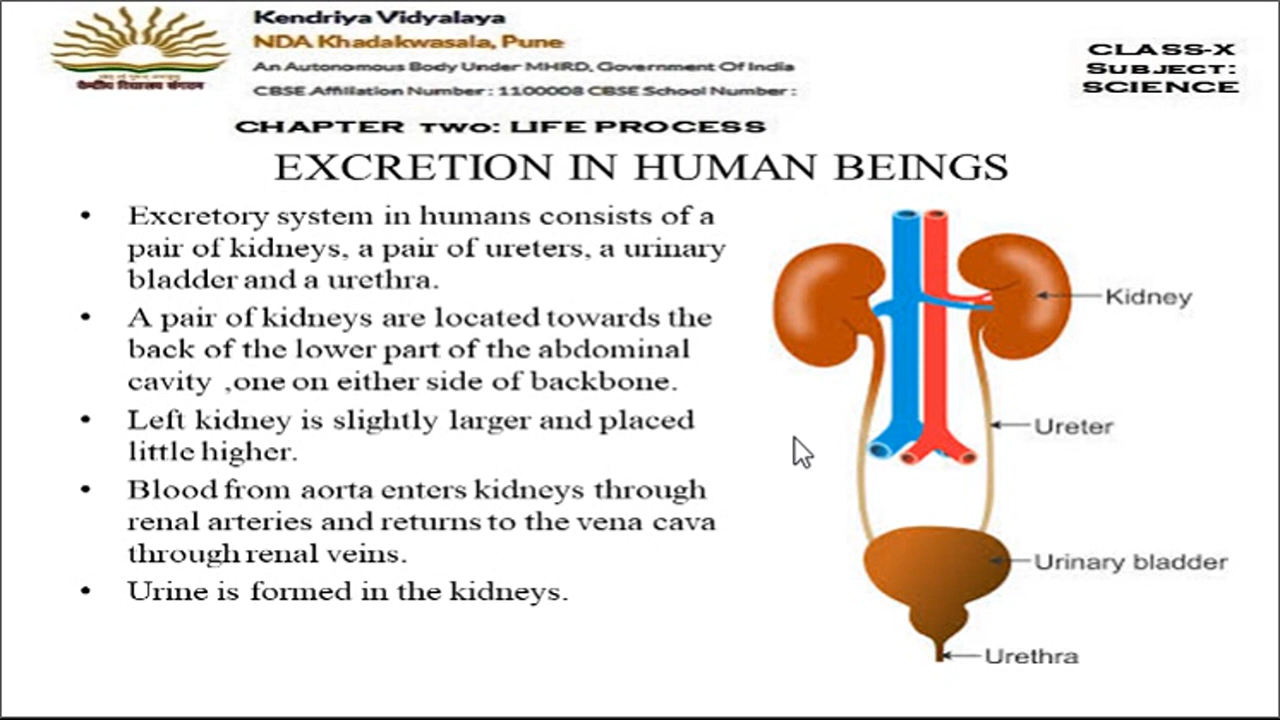 Kendriya Vidyalaya
NDA Khadakwasala, Pune
An Autonomous Body Under MHRD, Government Of India
CBSE Affiliation Number : 1100008 CBSE School Number :
केन्द्रीय विद्यालय संगठन
CLASS-X
SUBJECT:
SCIENCE
CHAPTER TWO: LIFE PROCESS
EXCRETION IN HUMAN BEINGS
• Excretory system in humans consists of a
pair of kidneys, a pair of ureters, a urinary
bladder and a urethra.
• A pair of kidneys are located towards the
back of the lower part of the abdominal
cavity ,one on either side of backbone.
• Left kidney is slightly larger and placed
little higher.
• Blood from aorta enters kidneys through
renal arteries and returns to the vena cava
through renal veins.
• Urine is formed in the kidneys.
Kidney
Ureter
Urinary bladder
Urethra